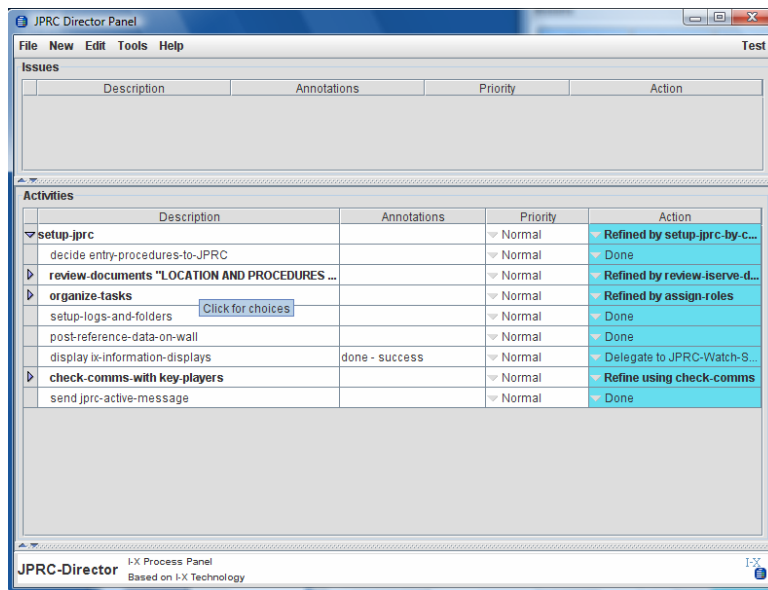 JPRC Director Panel
File New Edit Tools Help Test
Issues
Description Annotations Priority Action
Activities
Description Annotations Priority Action
setup-jprc Normal Refined by setup-jprc-by-c...
decide entry-procedures-to-JPRC Normal Done
review-documents "LOCATION AND PROCEDURES ... Normal Refined by review-iserve-d...
organize-tasks Normal Refined by assign-roles
Click for choices
setup-logs-and-folders Normal Done
post-reference-data-on-wall Normal Done
display ix-information-displays done - success Normal Delegate to JPRC-Watch-S...
check-comms-with key-players Normal Refine using check-comms
send jprc-active-message Normal Done
JPRC-Director I-X Process Panel I-X
Based on I-X Technology